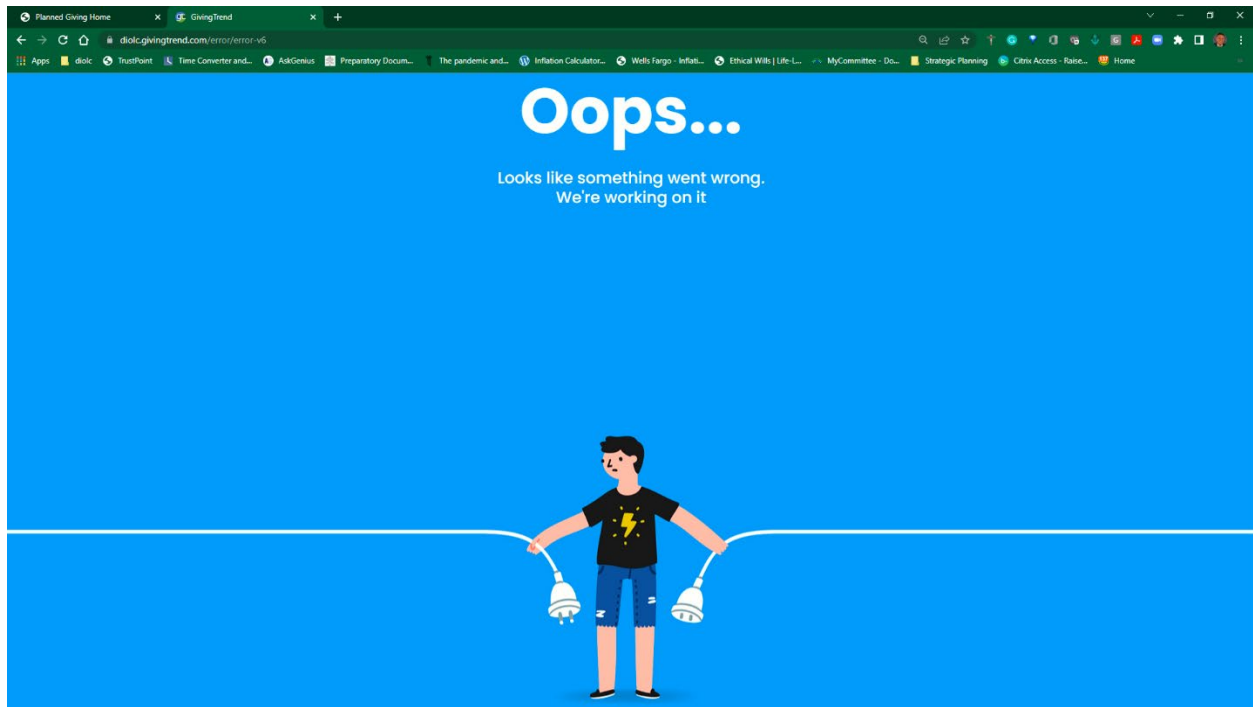 Planned Giving Home
GivingTrend
diolc.givingtrend.com/error/error-v6
Apps diolc TrustPoint Time Converter and... AskGenius Preparatory Docum... The pandemic and... Inflation Calculator... Wells Fargo - Inflati... Ethical Wills | Life-L... MyCommittee - Do... Strategic Planning Citrix Access - Raise... Home
Oops...
Looks like something went wrong.
We're working on it